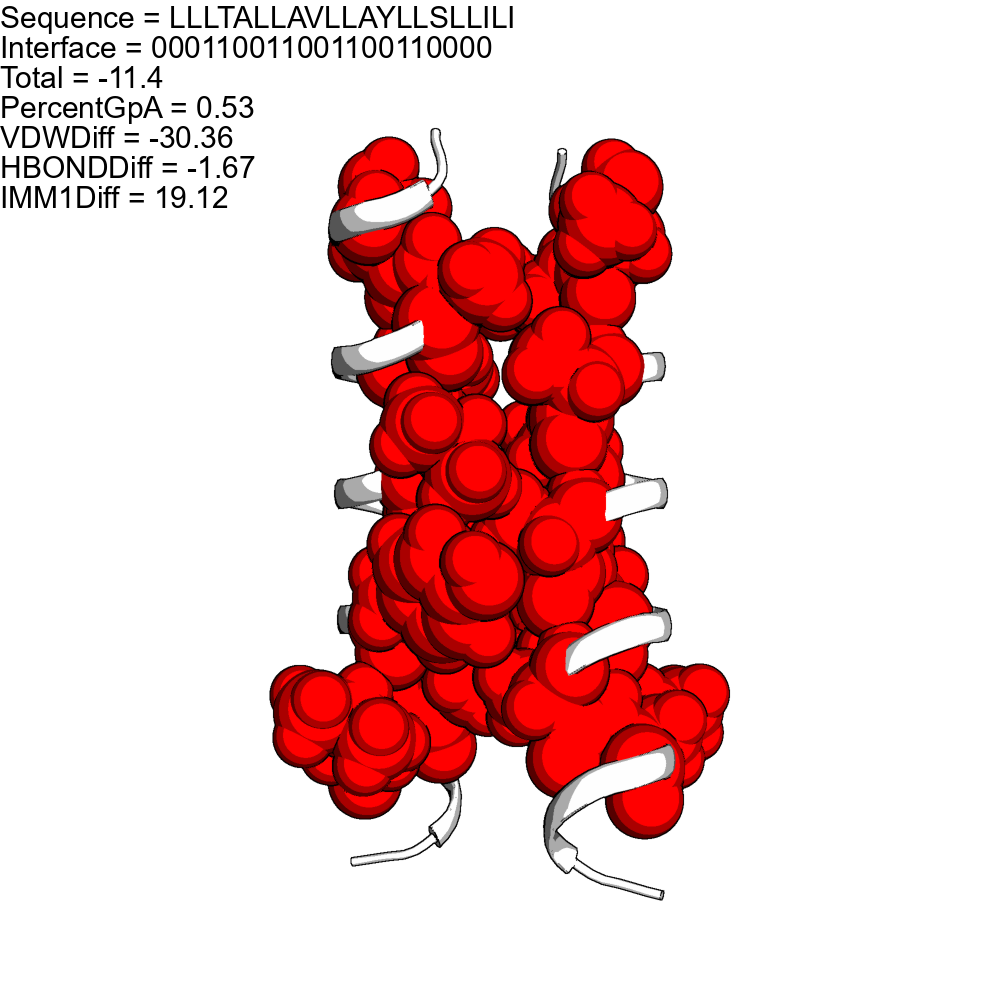 Sequence = LLLTALLAVLLAYLLSLLILI
Interface = 000110011001100110000
Total = -11.4
PercentGpA = 0.53
VDWDiff = -30.36
HBONDDiff = -1.67
IMM1Diff = 19.12